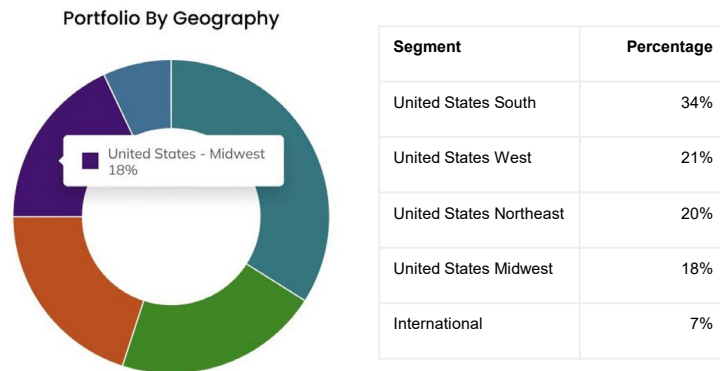 Portfolio By Geography
United States - Midwest
18%
Segment Percentage
United States South 34%
United States West 21%
United States Northeast 20%
United States Midwest 18%
International 7%